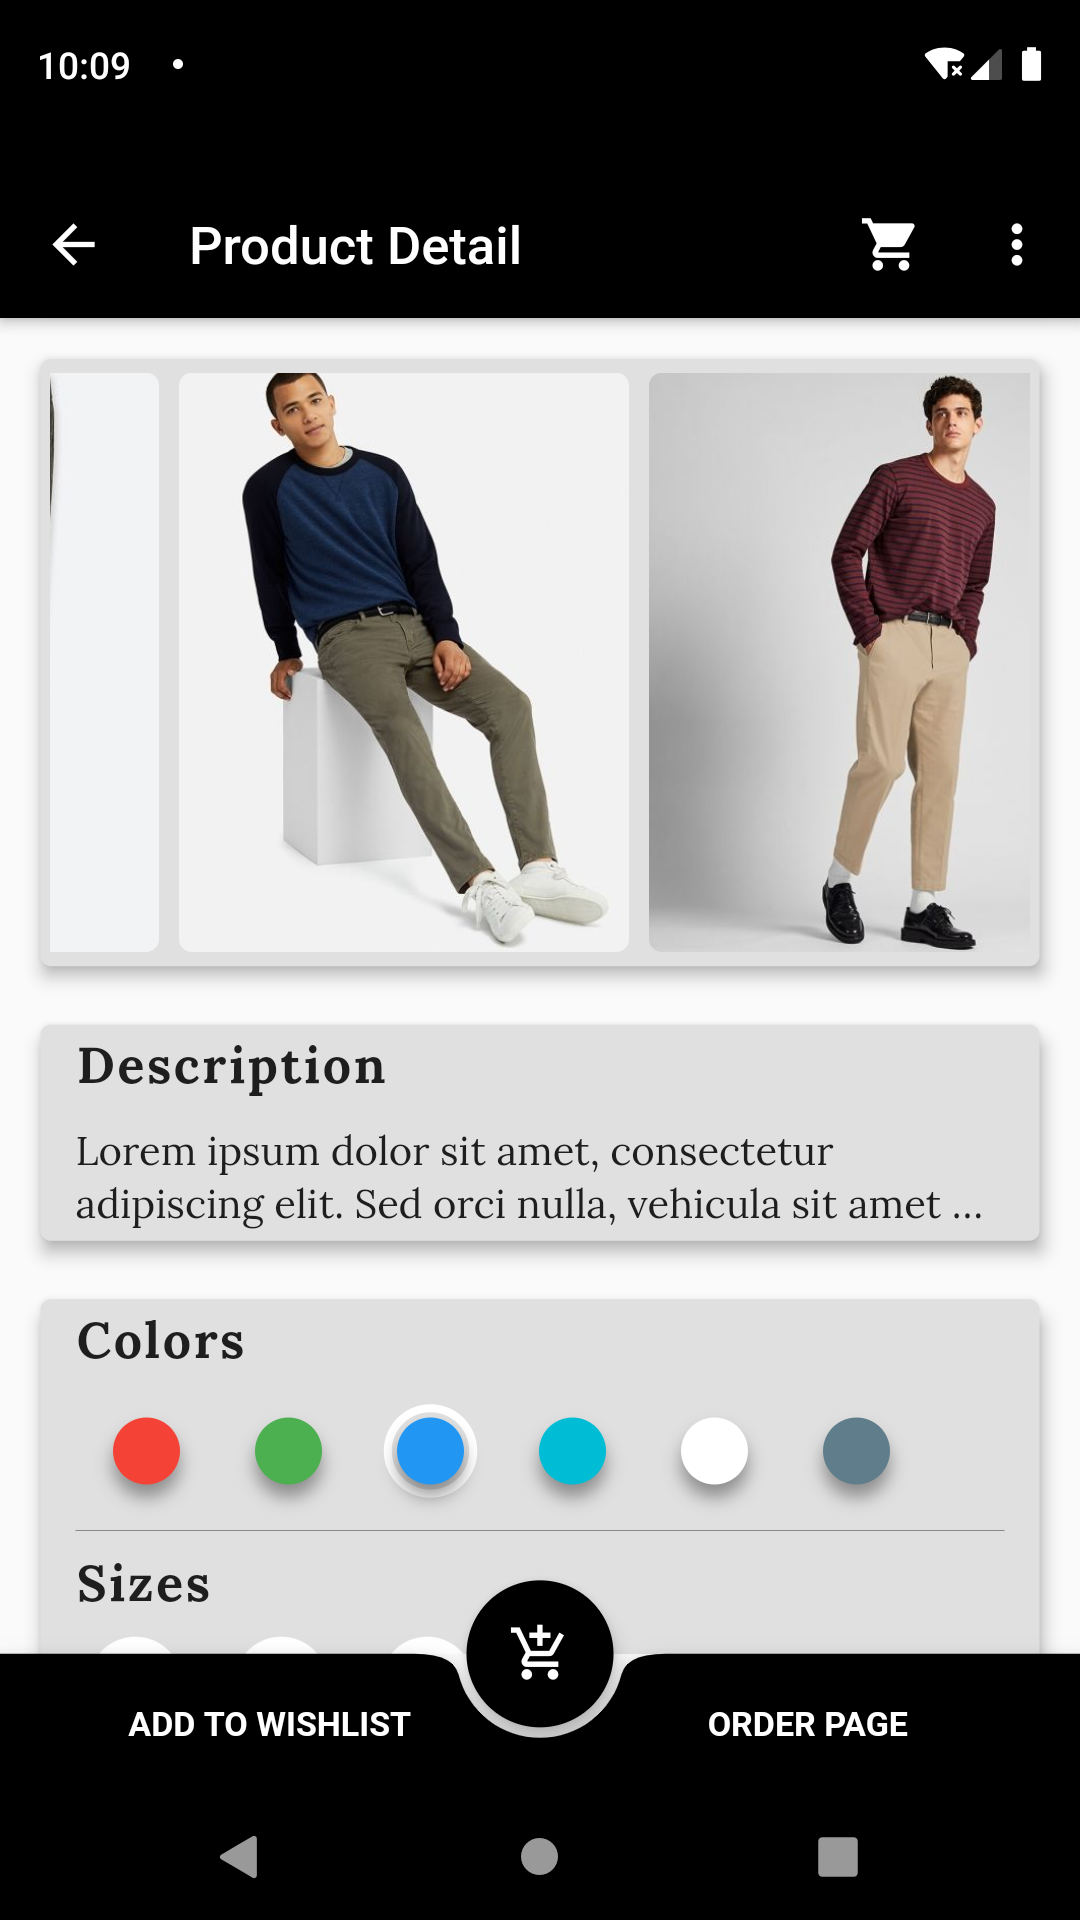 10:09
Product Detail
Description
Lorem ipsum dolor sit amet, consectetur
adipiscing elit. Sed orci nulla, vehicula sit amet ...
Colors
Sizes
ADD TO WISHLIST
ORDER PAGE